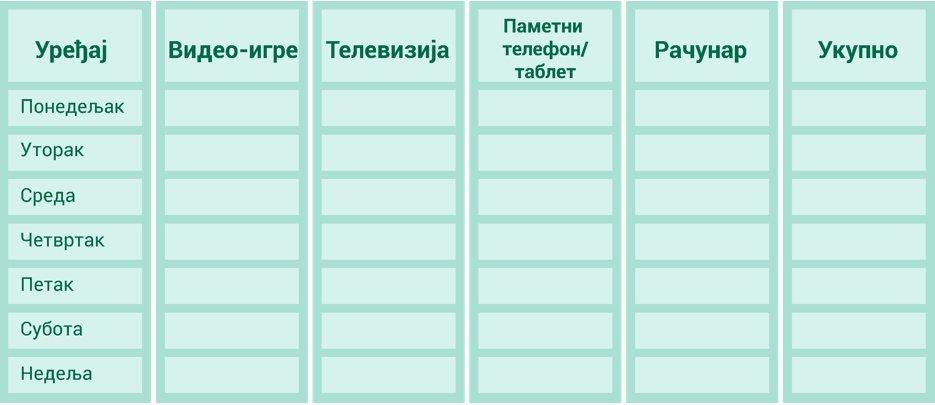 Уређај
Видео-игре
Телевизија
Паметни
телефон/
таблет
Рачунар
Укупно
Понедељак
Уторак
Среда
Четвртак
Петак
Субота
Недеља